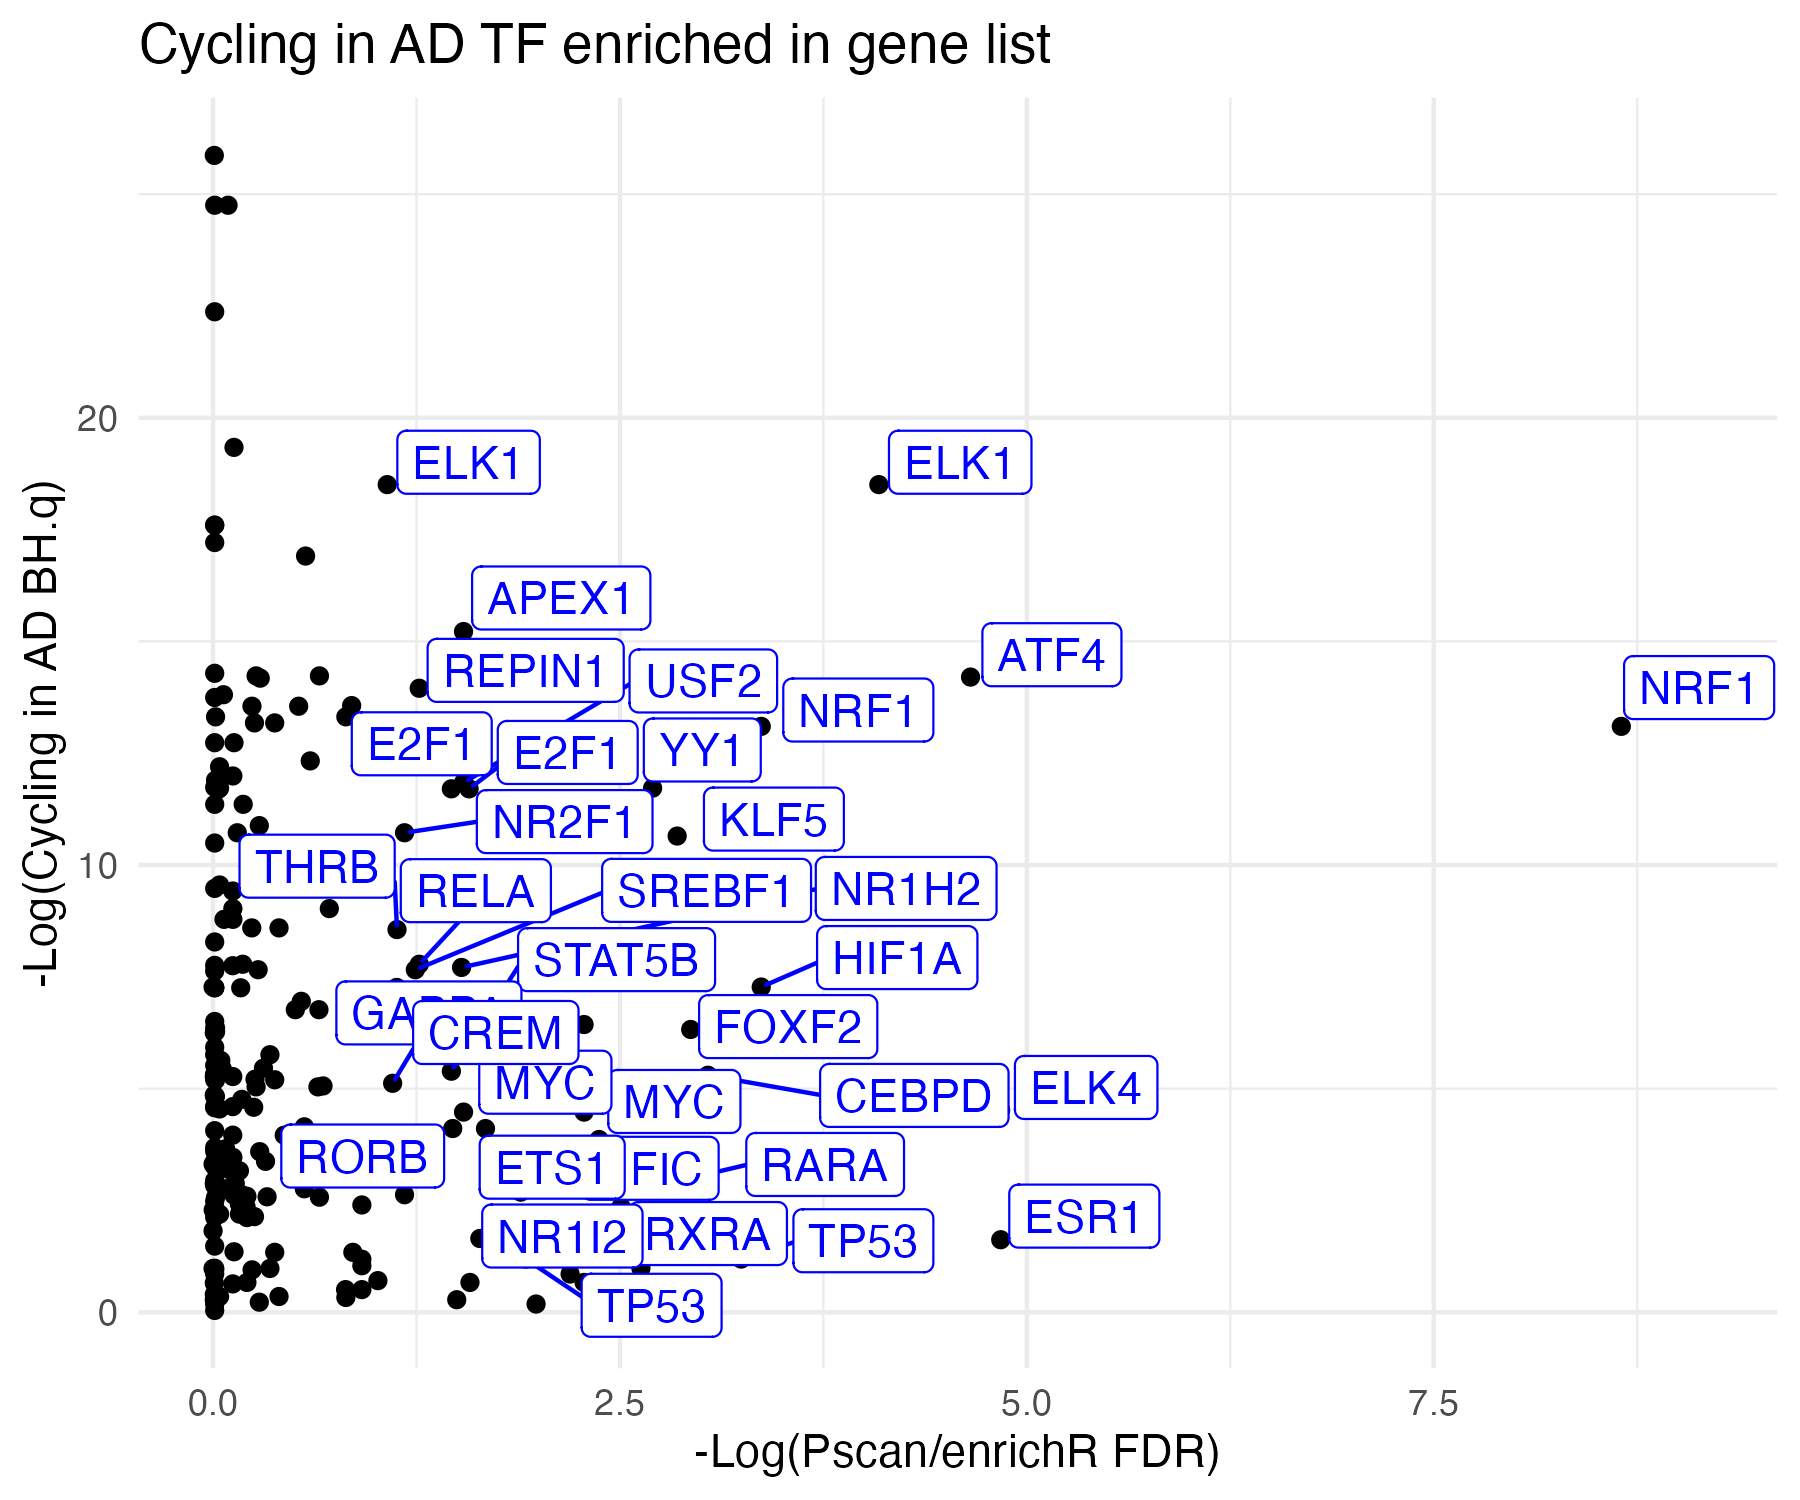 Cycling in AD TF enriched in gene list
-Log(Cycling in AD BH.q)
20
10
0
ELK1
ELK1
APEX1
REPIN1
USF2
ATF4
NRF1
NRF1
E2F1
E2F1
YY1
NR2F1
KLF5
THRB
RELA
SREBF1
NR1H2
STAT5B
HIF1A
CREM
FOXF2
MYC
MYC
CEBPD
ELK4
RORB
ETS1
FIC
RARA
NR1I2
RXRA
TP53
ESR1
TP53
0.0
2.5
5.0
7.5
-Log(Pscan/enrichR FDR)